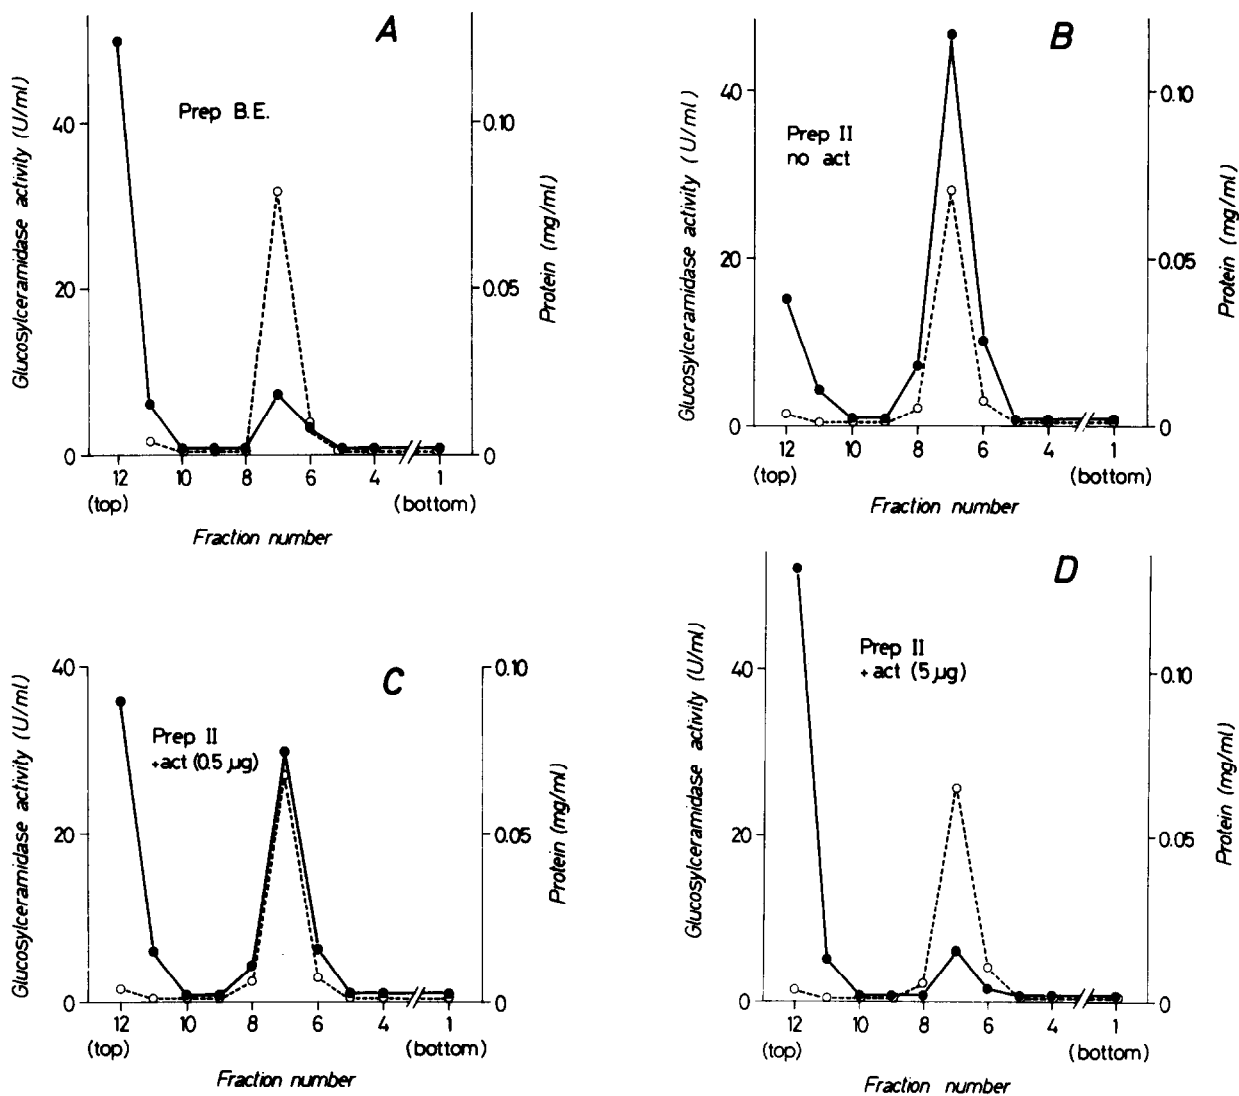 A
Prep B.E.
Glucosylceramidase activity (U/ml)
40
20
0
0.10
0.05
0
Protein (mg/ml)
12 10 8 6 4 1
(top) (bottom)
Fraction number
B
Prep II
no act
Glucosylceramidase activity (U/ml)
40
20
0
0.10
0.05
0
Protein (mg/ml)
12 10 8 6 4 1
(top) (bottom)
Fraction number
C
Prep II
+act (0.5 µg)
Glucosylceramidase activity (U/ml)
40
20
0
0.10
0.05
0
Protein (mg/ml)
12 10 8 6 4 1
(top) (bottom)
Fraction number
D
Prep II
+act (5 µg)
Glucosylceramidase activity (U/ml)
40
20
0
0.10
0.05
0
Protein (mg/ml)
12 10 8 6 4 1
(top) (bottom)
Fraction number